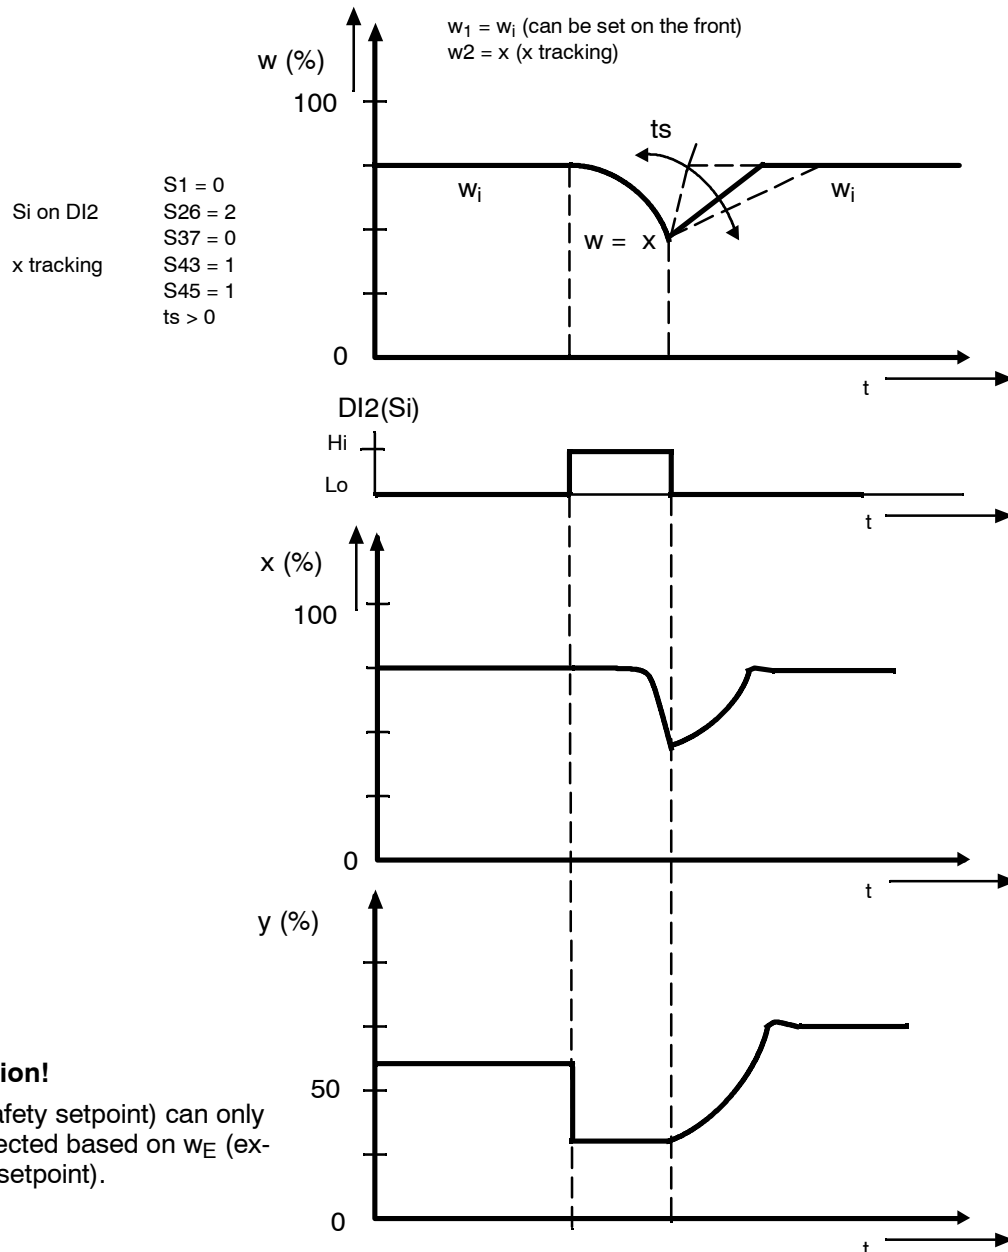 w1 = wi (can be set on the front)
w2 = x (x tracking)
w (%)
100
ts
wi
wi
w = x
0
t
S1 = 0
Si on DI2
S26 = 2
S37 = 0
x tracking
S43 = 1
S45 = 1
ts > 0
DI2(Si)
Hi
Lo
t
x (%)
100
0
t
y (%)
50
0
t
ion!
afety setpoint) can only
ected based on wE (ex-
setpoint).